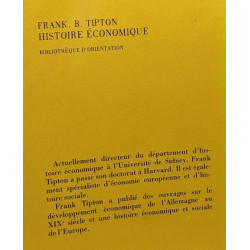 FRANK. B. TIPTON
HISTOIRE ÉCONOMIQUE
BIBLIOTHÈQUE D'ORIENTATION
Actuellement directeur du département d'his-
toire économique à l'Université de Sidney, Frank
Tipton a passé son doctorat à Harvard. Il est égale-
ment spécialiste d'économie européenne et d'his-
toire sociale.
Frank Tipton a publié des ouvrages sur le
développement économique de l'Allemagne au
XIXe siècle et une histoire économique et sociale
de l'Europe.